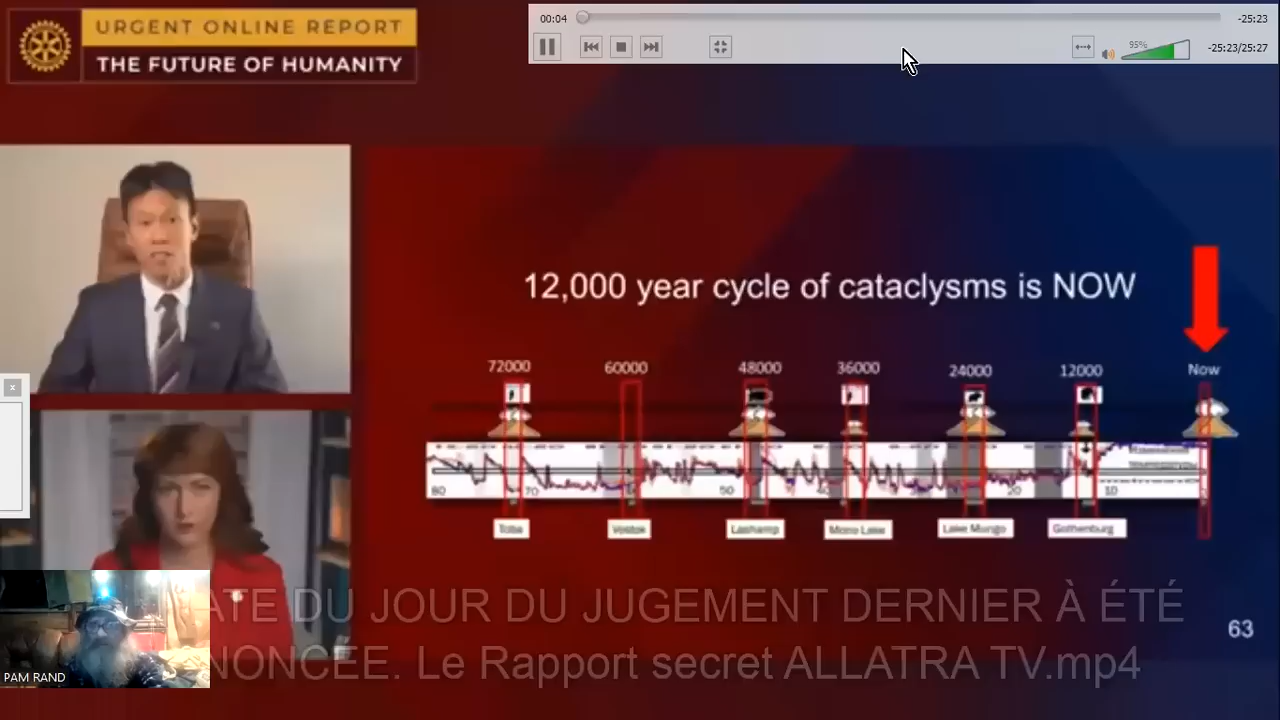 URGENT ONLINE REPORT
THE FUTURE OF HUMANITY
00:04
-25:23
95%
-25:23/25:27
12,000 year cycle of cataclysms is NOW
72000 60000 48000 36000 24000 12000 Now
80 70 50 20 10
Toba Vostok Laschamp Mono Lake Lake Mungo Gothenburg
63
ATE DU JOUR DU JUGEMENT DERNIER À ÉTÉ
NONCÉE. Le Rapport secret ALLATRA TV.mp4
PAM RAND
x